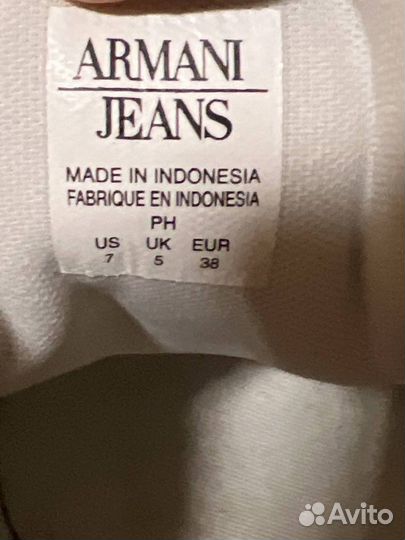 ARMANI
JEANS
MADE IN INDONESIA
FABRIQUE EN INDONESIA
PH
US UK EUR
7 5 38
Avito